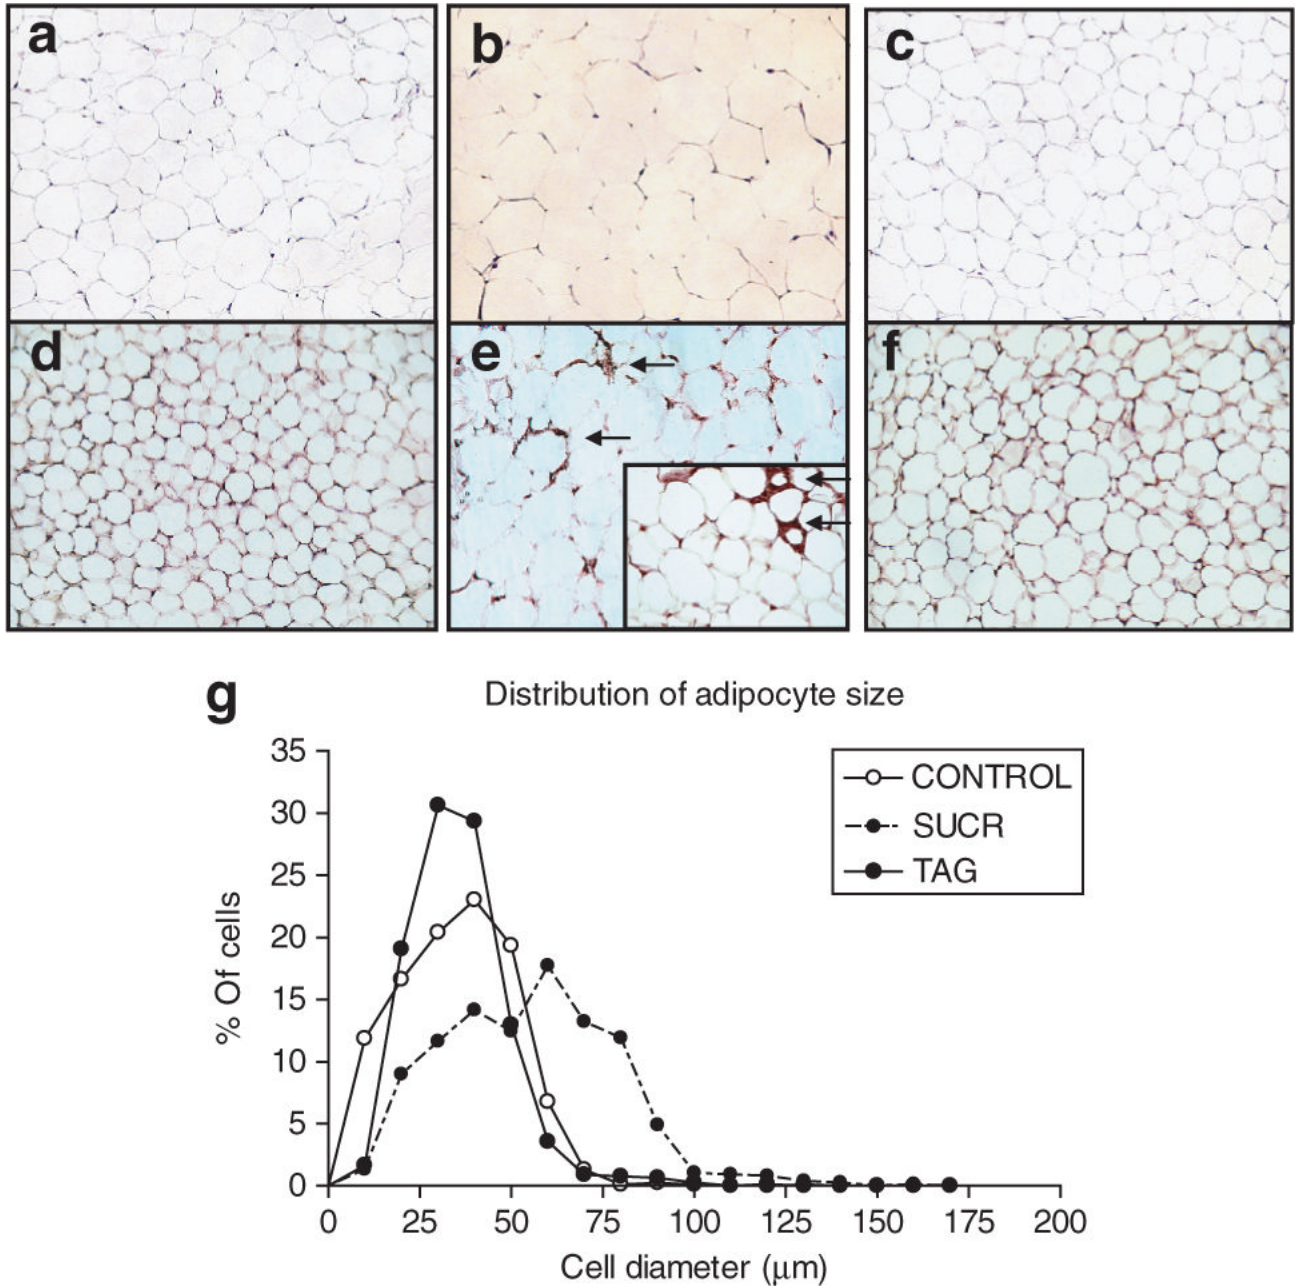 a
b
c
d
e
f
g
Distribution of adipocyte size
35
30
25
20
15
10
5
0
% Of cells
CONTROL
SUCR
TAG
0 25 50 75 100 125 150 175 200
Cell diameter (μm)